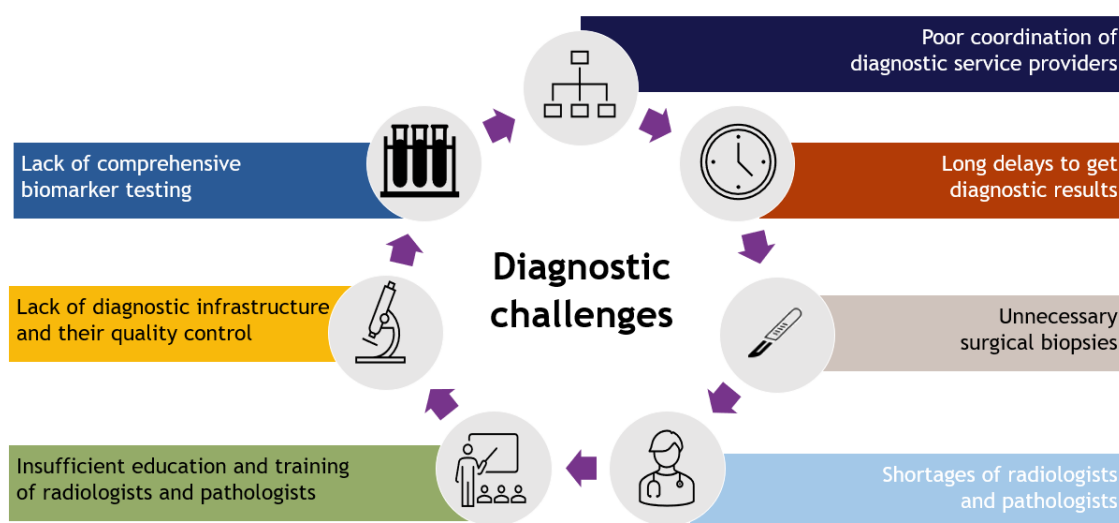 Poor coordination of
diagnostic service providers
Lack of comprehensive
biomarker testing
Long delays to get
diagnostic results
Diagnostic
challenges
Lack of diagnostic infrastructure
and their quality control
Unnecessary
surgical biopsies
Insufficient education and training
of radiologists and pathologists
Shortages of radiologists
and pathologists